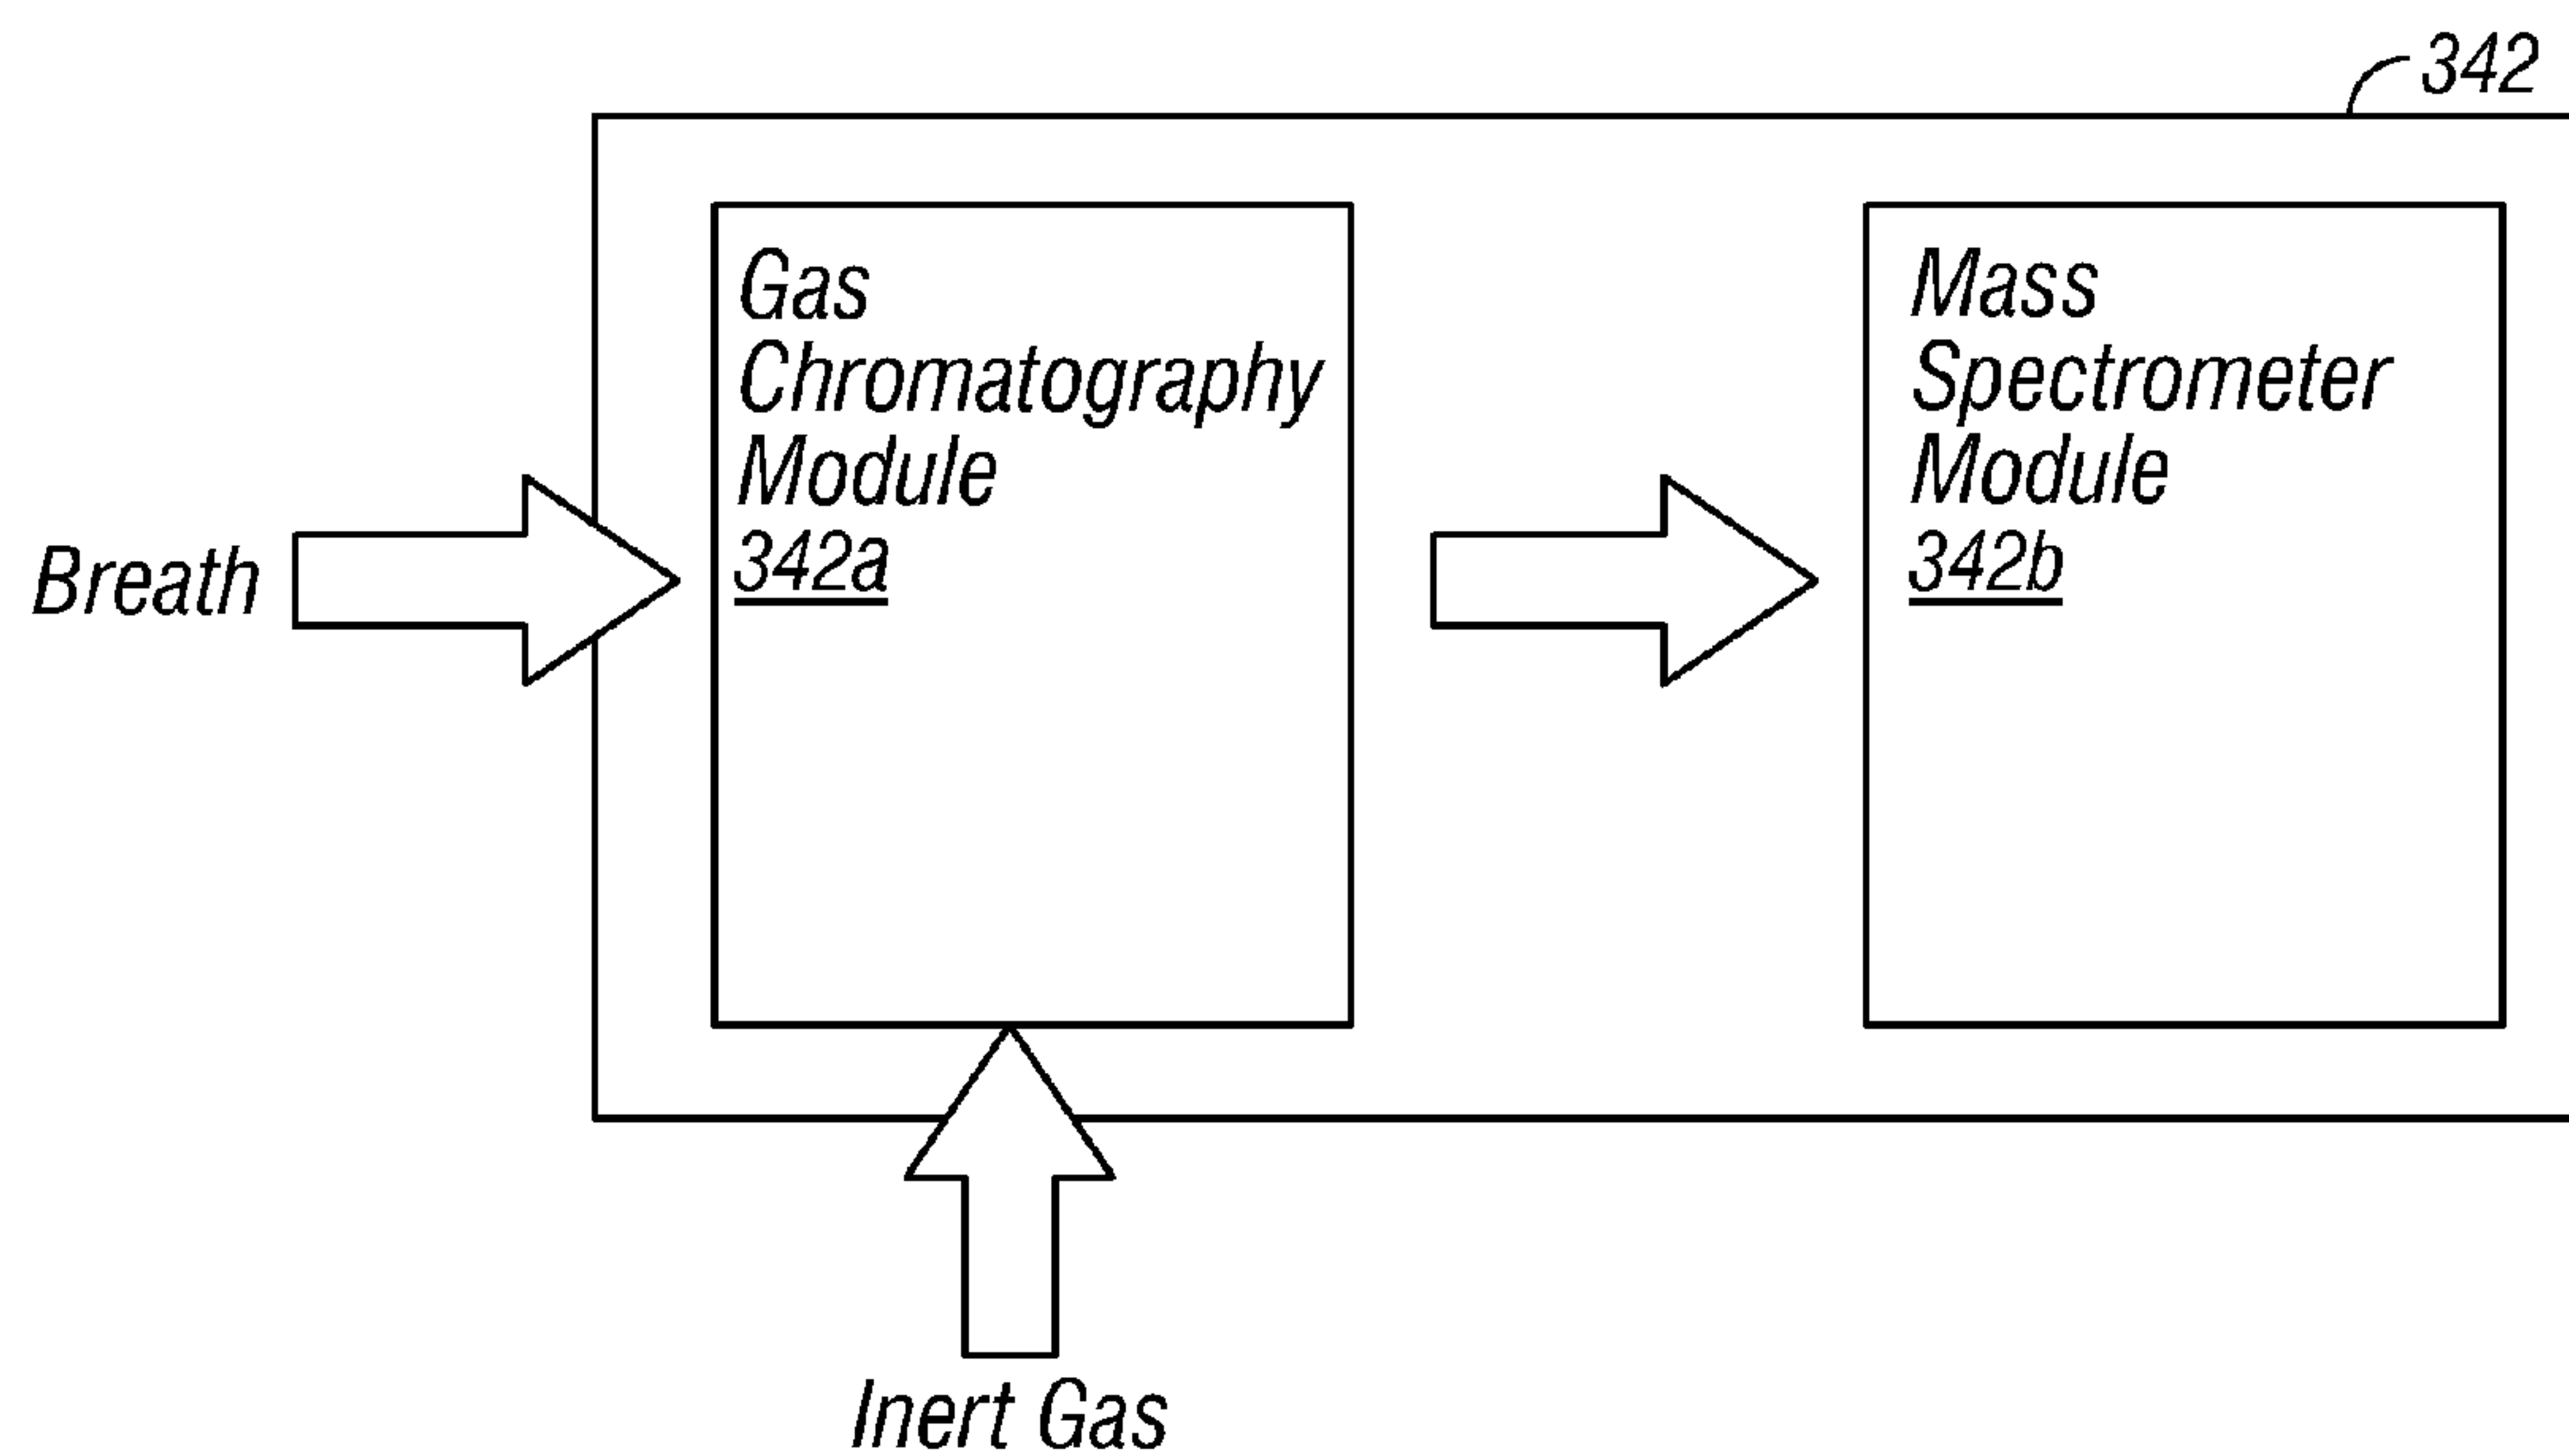 342
Gas
Chromatography
Module
342a
Mass
Spectrometer
Module
342b
Breath
Inert Gas